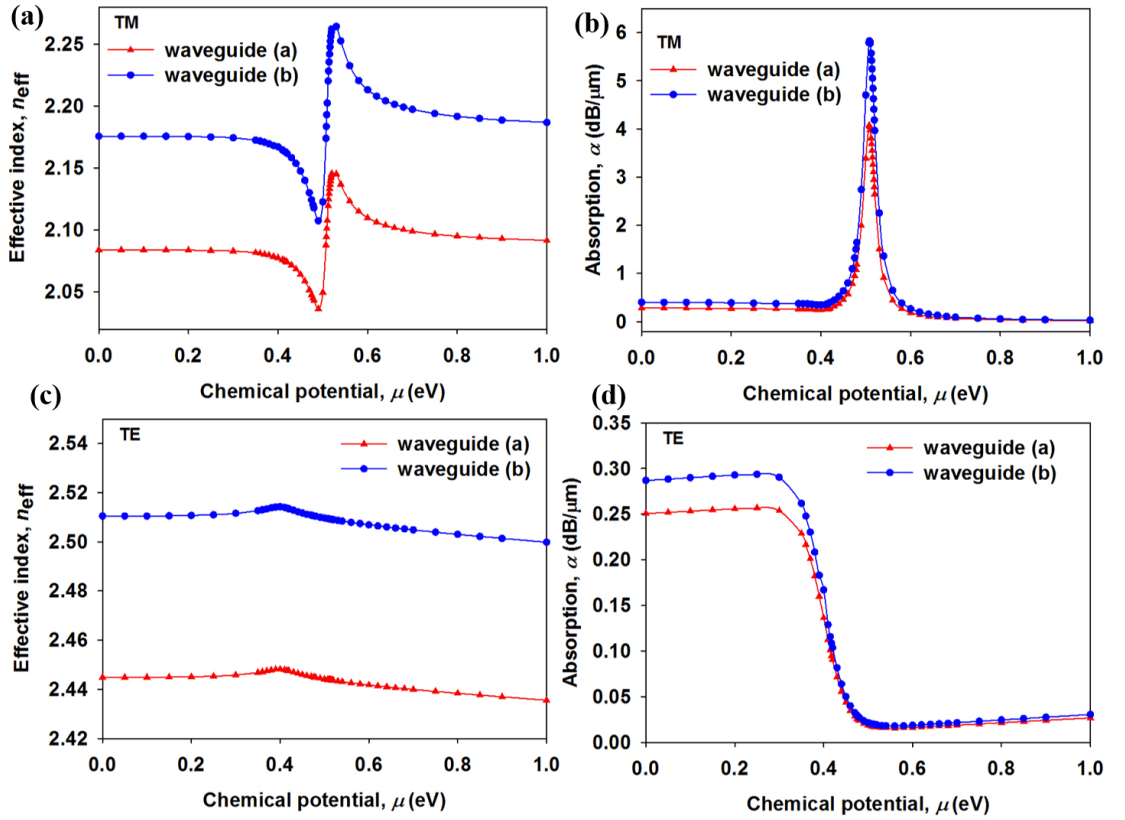 (a)
TM
waveguide (a)
waveguide (b)
Effective index, neff
2.25
2.20
2.15
2.10
2.05
0.0 0.2 0.4 0.6 0.8 1.0
Chemical potential, μ (eV)
(b)
TM
waveguide (a)
waveguide (b)
Absorption, α (dB/μm)
6
5
4
3
2
1
0
0.0 0.2 0.4 0.6 0.8 1.0
Chemical potential, μ (eV)
(c)
TE
waveguide (a)
waveguide (b)
Effective index, neff
2.54
2.52
2.50
2.48
2.46
2.44
2.42
0.0 0.2 0.4 0.6 0.8 1.0
Chemical potential, μ (eV)
(d)
TE
waveguide (a)
waveguide (b)
Absorption, α (dB/μm)
0.35
0.30
0.25
0.20
0.15
0.10
0.05
0.00
0.0 0.2 0.4 0.6 0.8 1.0
Chemical potential, μ (eV)